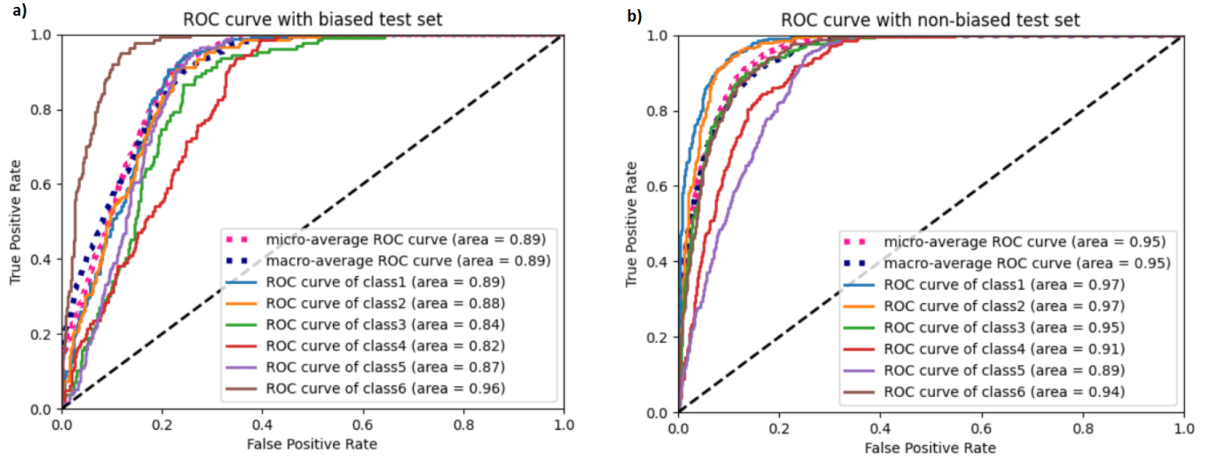 a)
ROC curve with biased test set
1.0
0.8
0.6
0.4
0.2
0.0
True Positive Rate
micro-average ROC curve (area = 0.89)
macro-average ROC curve (area = 0.89)
ROC curve of class1 (area = 0.89)
ROC curve of class2 (area = 0.88)
ROC curve of class3 (area = 0.84)
ROC curve of class4 (area = 0.82)
ROC curve of class5 (area = 0.87)
ROC curve of class6 (area = 0.96)
0.0 0.2 0.4 0.6 0.8 1.0
False Positive Rate
b)
ROC curve with non-biased test set
1.0
0.8
0.6
0.4
0.2
0.0
True Positive Rate
micro-average ROC curve (area = 0.95)
macro-average ROC curve (area = 0.95)
ROC curve of class1 (area = 0.97)
ROC curve of class2 (area = 0.97)
ROC curve of class3 (area = 0.95)
ROC curve of class4 (area = 0.91)
ROC curve of class5 (area = 0.89)
ROC curve of class6 (area = 0.94)
0.0 0.2 0.4 0.6 0.8 1.0
False Positive Rate